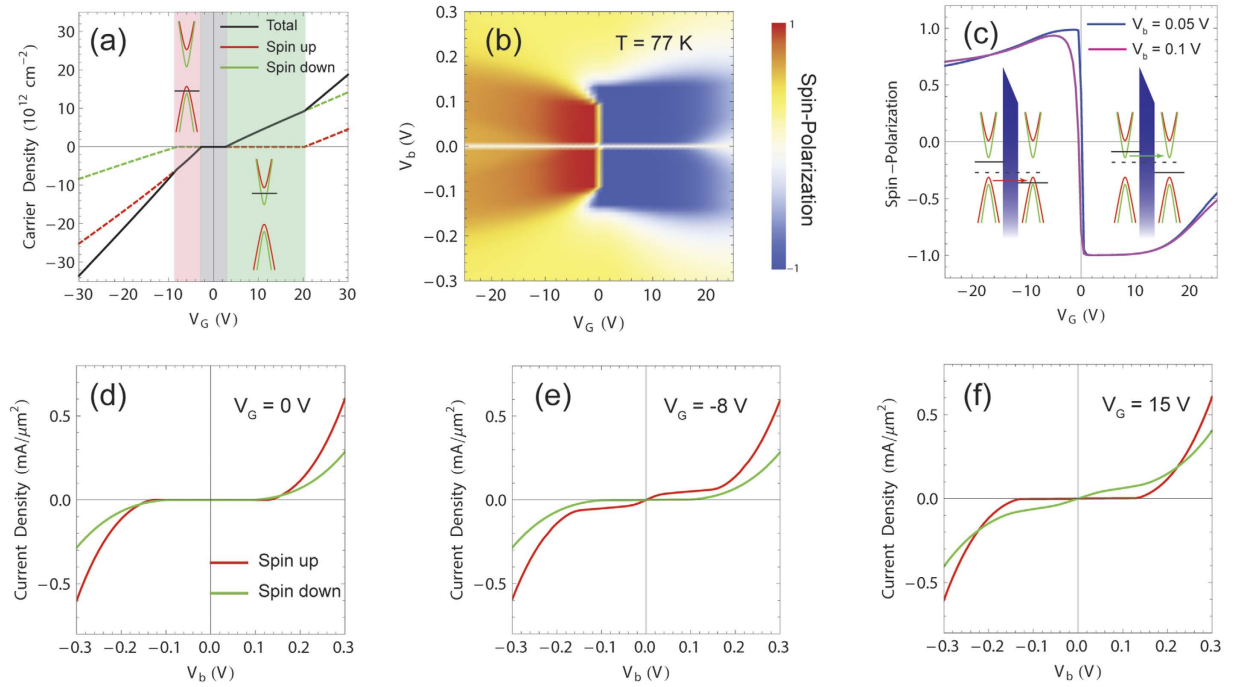 (a)
Total
Spin up
Spin down
Carrier Density (10¹² cm⁻²)
30
20
10
0
−10
−20
−30
−30 −20 −10 0 10 20 30
V_G (V)
(b)
T = 77 K
V_b (V)
0.3
0.2
0.1
0.0
−0.1
−0.2
−0.3
−20 −10 0 10 20
V_G (V)
1
Spin-Polarization
−1
(c)
V_b = 0.05 V
V_b = 0.1 V
Spin−Polarization
1.0
0.5
0.0
−0.5
−1.0
−20 −10 0 10 20
V_G (V)
(d)
V_G = 0 V
Current Density (mA/μm²)
0.5
0.0
−0.5
Spin up
Spin down
−0.3 −0.2 −0.1 0.0 0.1 0.2 0.3
V_b (V)
(e)
V_G = -8 V
Current Density (mA/μm²)
0.5
0.0
−0.5
−0.3 −0.2 −0.1 0.0 0.1 0.2 0.3
V_b (V)
(f)
V_G = 15 V
Current Density (mA/μm²)
0.5
0.0
−0.5
−0.3 −0.2 −0.1 0.0 0.1 0.2 0.3
V_b (V)